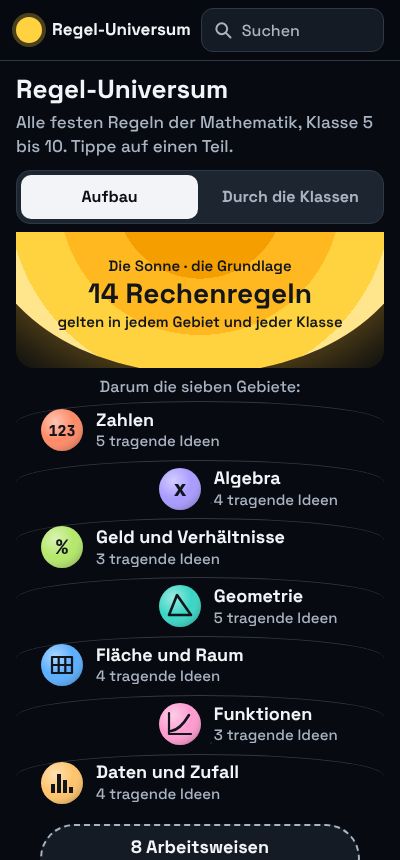 Regel-Universum
Suchen
Regel-Universum
Alle festen Regeln der Mathematik, Klasse 5
bis 10. Tippe auf einen Teil.
Aufbau
Durch die Klassen
Die Sonne · die Grundlage
14 Rechenregeln
gelten in jedem Gebiet und jeder Klasse
Darum die sieben Gebiete:
123
Zahlen
5 tragende Ideen
x
Algebra
4 tragende Ideen
%
Geld und Verhältnisse
3 tragende Ideen
Geometrie
5 tragende Ideen
Fläche und Raum
4 tragende Ideen
Funktionen
3 tragende Ideen
Daten und Zufall
4 tragende Ideen
8 Arbeitsweisen